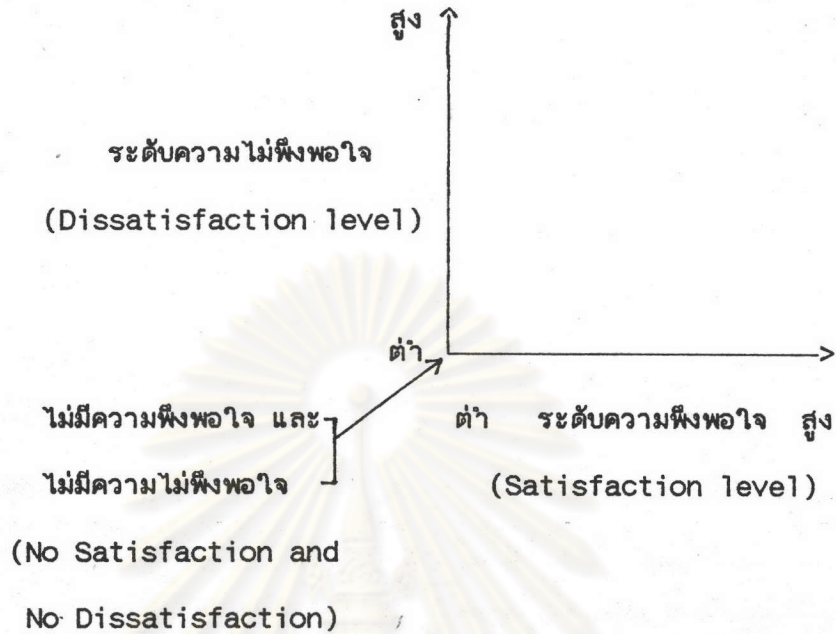 สูง
ระดับความไม่พึงพอใจ
(Dissatisfaction level)
ต่ำ
ไม่มีความพึงพอใจ และ
ไม่มีความไม่พึงพอใจ
(No Satisfaction and
No Dissatisfaction)
ต่ำ ระดับความพึงพอใจ สูง
(Satisfaction level)